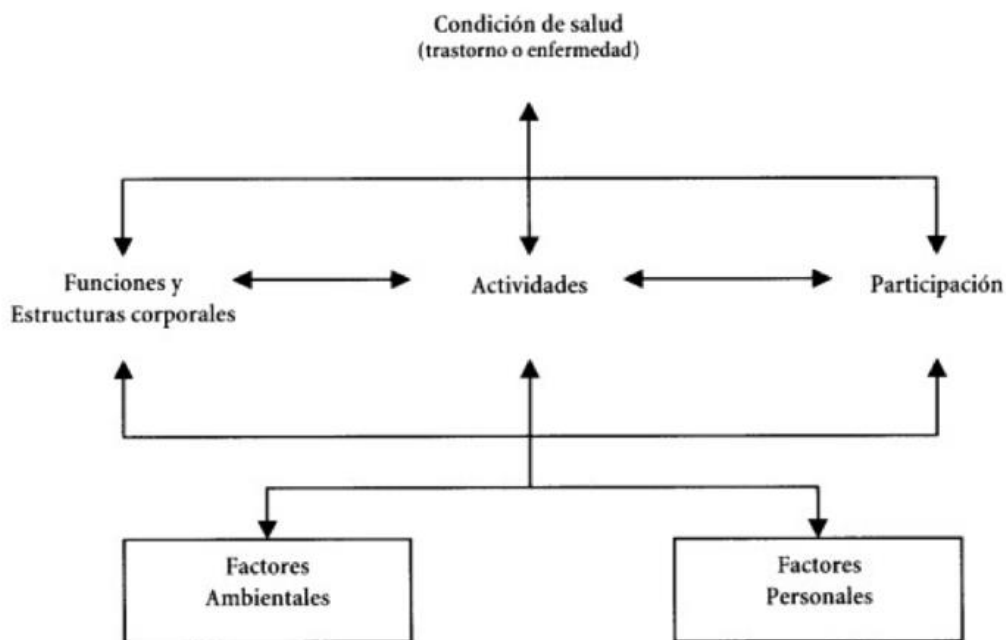 Condición de salud
(trastorno o enfermedad)
Funciones y
Estructuras corporales
Actividades
Participación
Factores
Ambientales
Factores
Personales